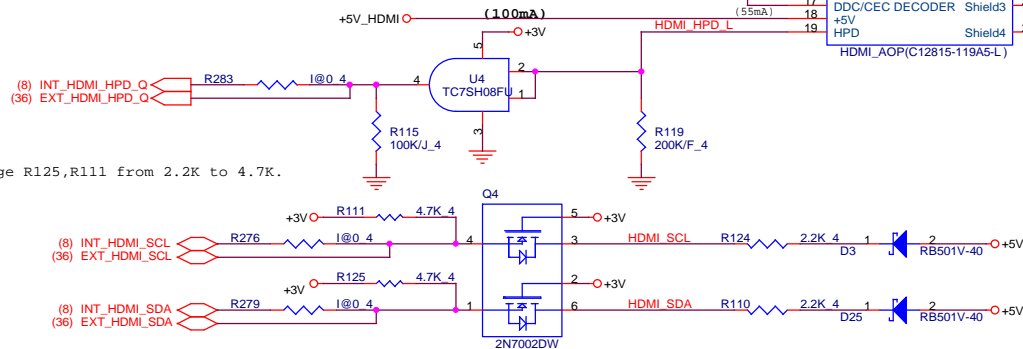 17 DDC/CEC DECODER Shield3
+5V_HDMI (100mA) (55mA) 18 +5V
+3V HDMI_HPD_L 19 HPD Shield4
HDMI_AOP(C12815-119A5-L)
5
(8) INT_HDMI_HPD_Q R283 I@0_4 4 U4 2
(36) EXT_HDMI_HPD_Q TC7SH08FU 1
3
R115 R119
100K/J_4 200K/F_4
ge R125,R111 from 2.2K to 4.7K.
Q4
+3V R111 4.7K_4 5 +3V
(8) INT_HDMI_SCL R276 I@0_4 4 3 HDMI_SCL R124 2.2K_4 1 2 +5V
(36) EXT_HDMI_SCL D3 RB501V-40
+3V R125 4.7K_4 2 +3V
(8) INT_HDMI_SDA R279 I@0_4 1 6 HDMI_SDA R110 2.2K_4 1 2 +5V
(36) EXT_HDMI_SDA D25 RB501V-40
2N7002DW